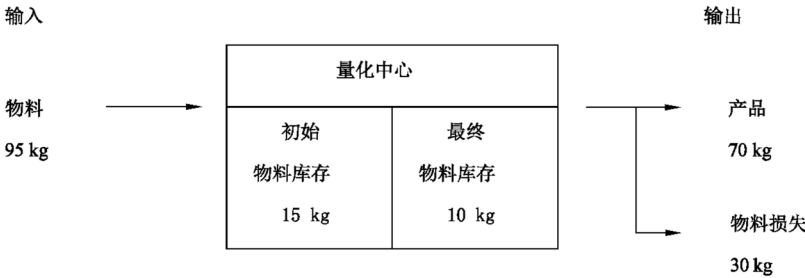 输入
输出
量化中心
物料
95 kg
初始
物料库存
15 kg
最终
物料库存
10 kg
产品
70 kg
物料损失
30 kg